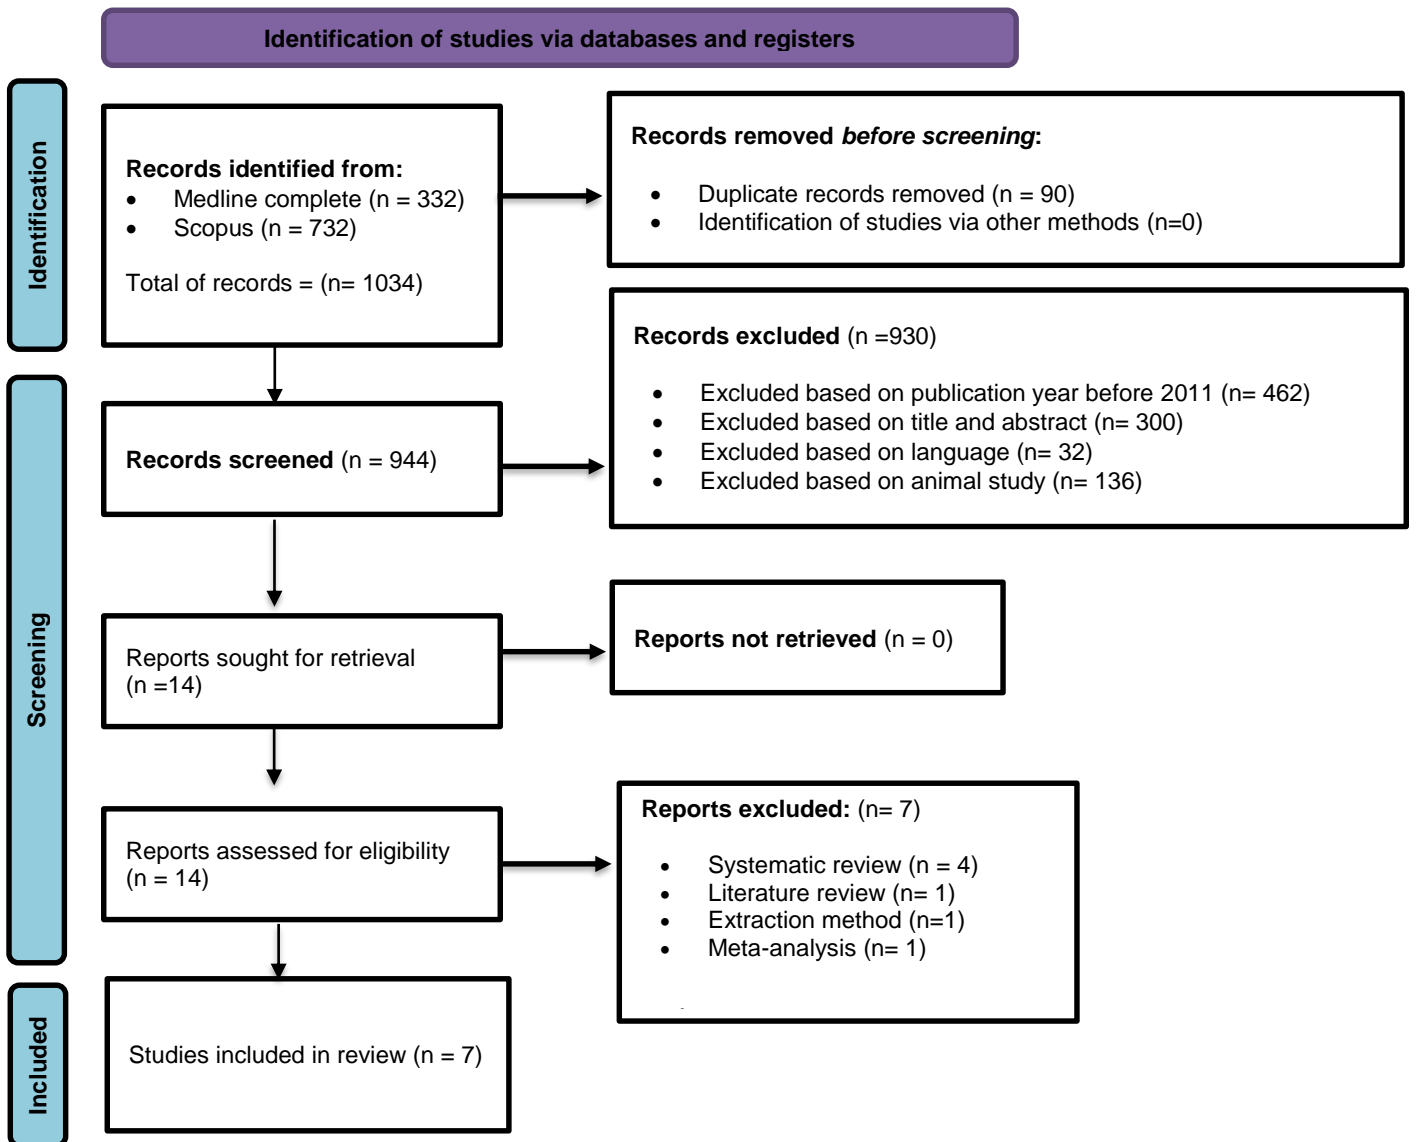 Identification of studies via databases and registers
Identification
Records identified from:
• Medline complete (n = 332)
• Scopus (n = 732)
Total of records = (n= 1034)
Records removed before screening:
• Duplicate records removed (n = 90)
• Identification of studies via other methods (n=0)
Screening
Records screened (n = 944)
Records excluded (n =930)
• Excluded based on publication year before 2011 (n= 462)
• Excluded based on title and abstract (n= 300)
• Excluded based on language (n= 32)
• Excluded based on animal study (n= 136)
Reports sought for retrieval
(n =14)
Reports not retrieved (n = 0)
Reports assessed for eligibility
(n = 14)
Reports excluded: (n= 7)
• Systematic review (n = 4)
• Literature review (n= 1)
• Extraction method (n=1)
• Meta-analysis (n= 1)
Included
Studies included in review (n = 7)